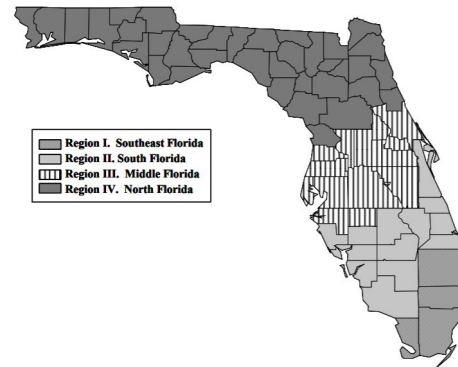 Region I. Southeast Florida
Region II. South Florida
Region III. Middle Florida
Region IV. North Florida